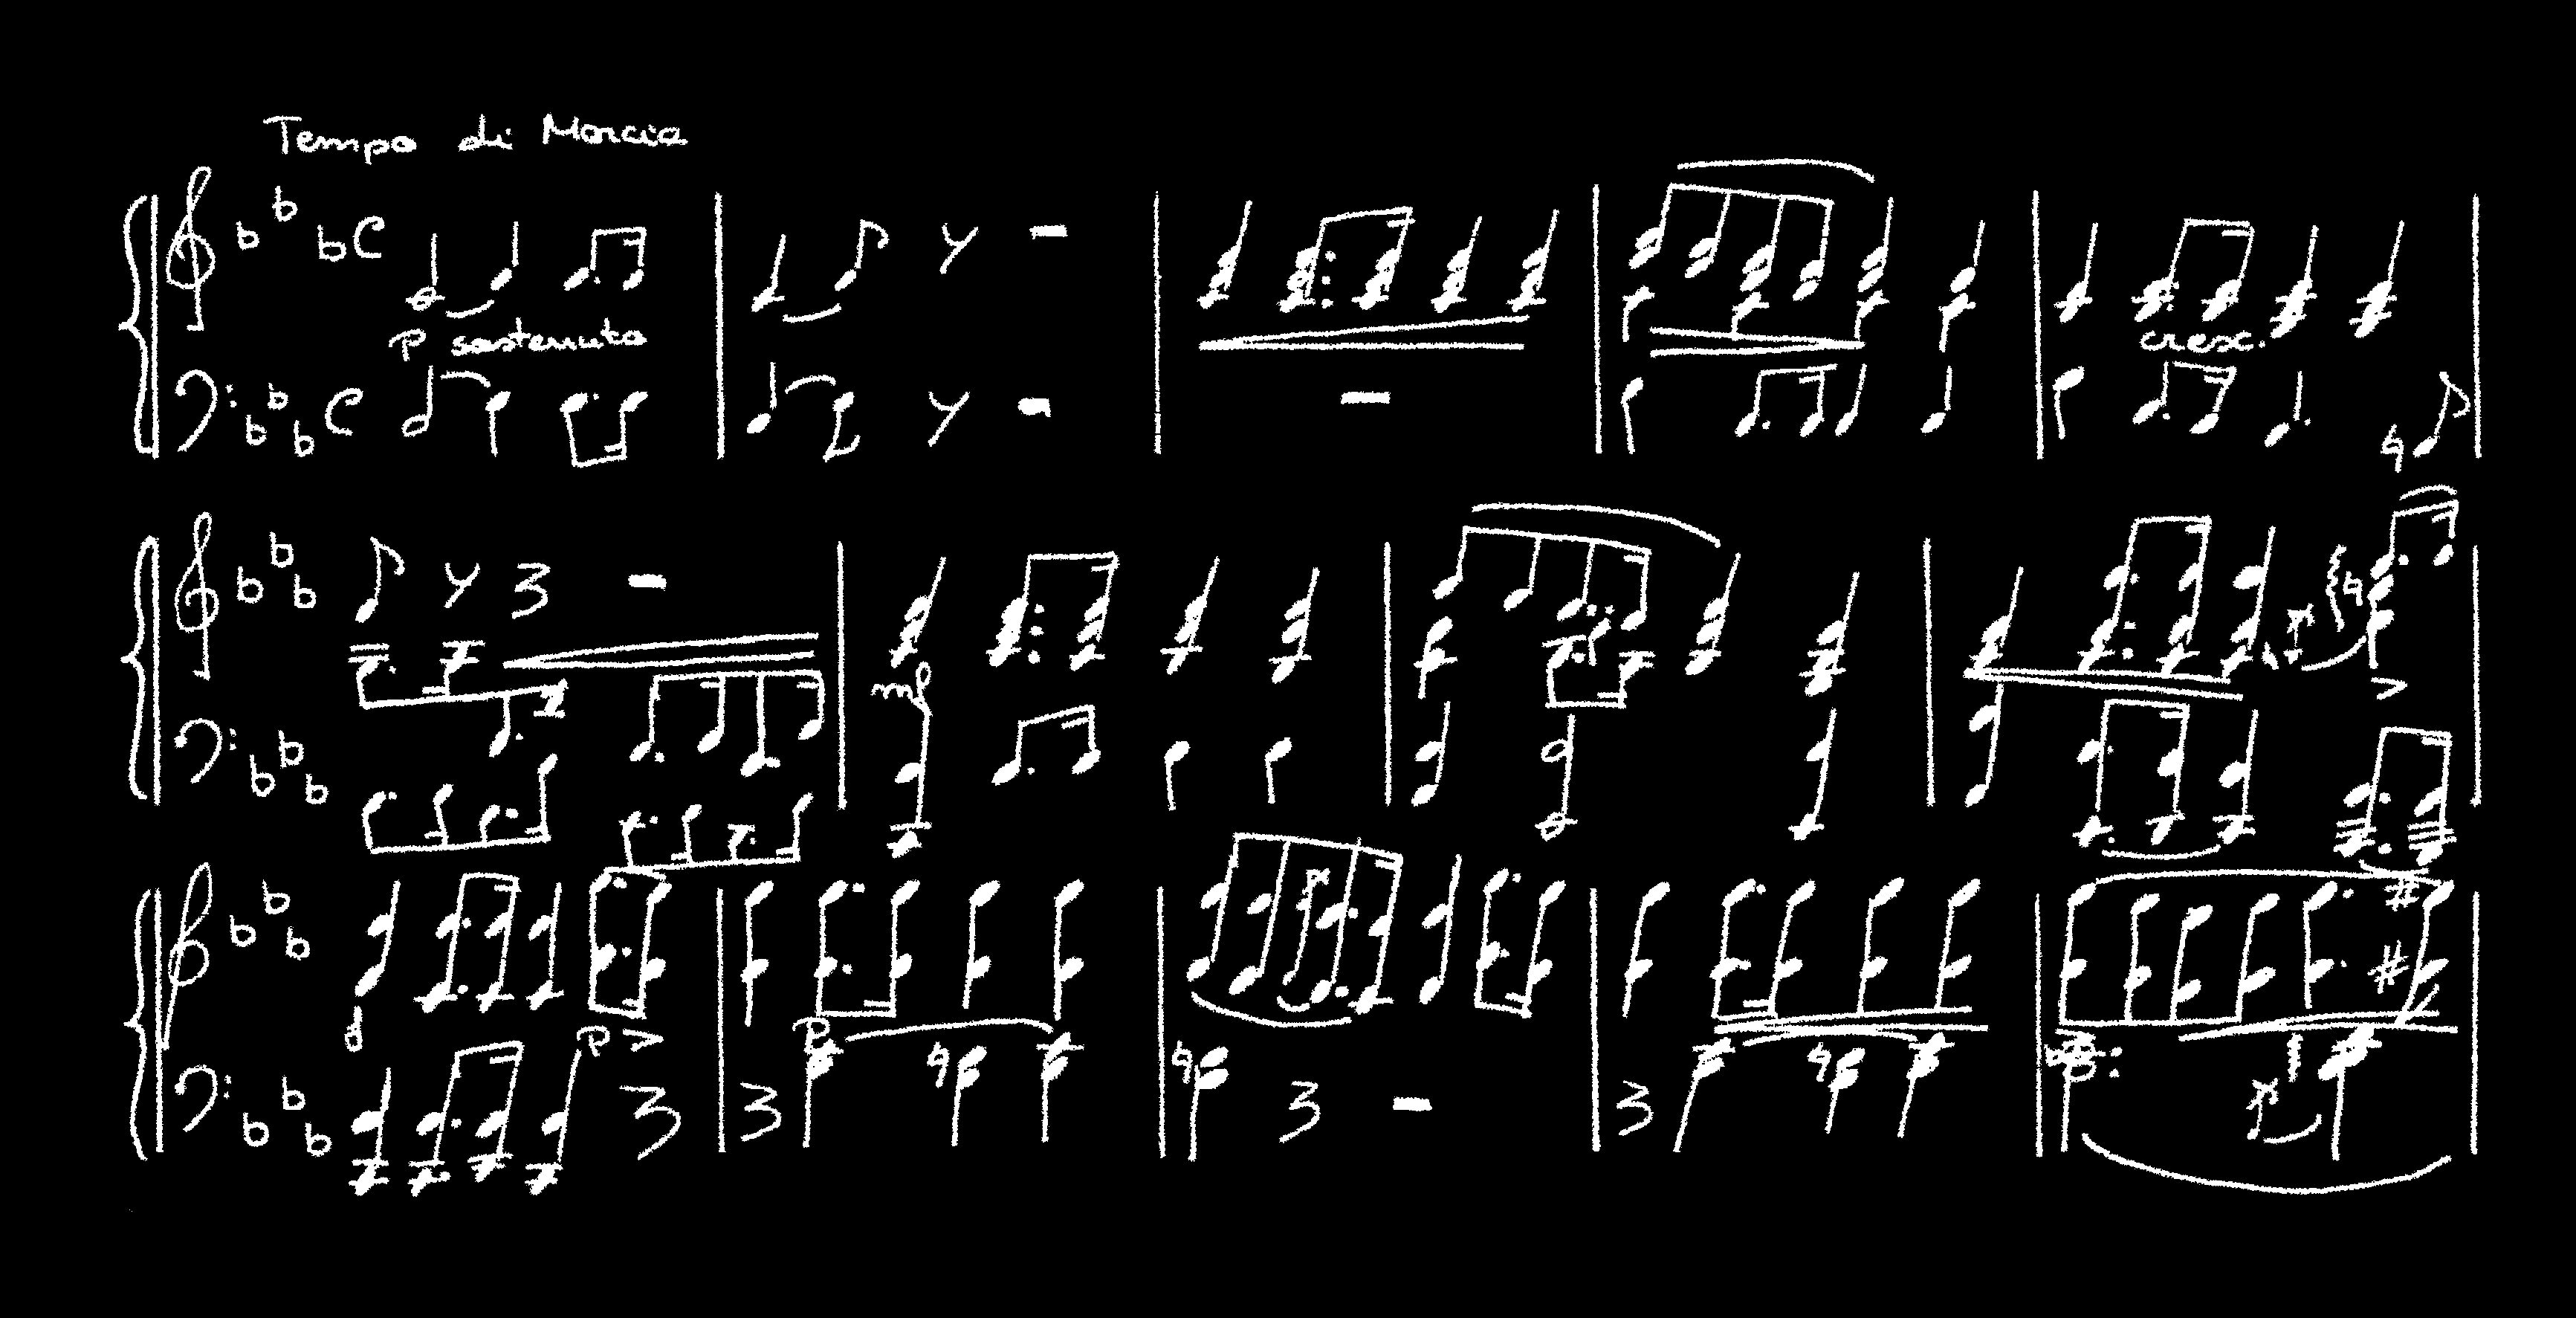 Tempo di Marcia
p sostenuto
cresc.
mf
p
p